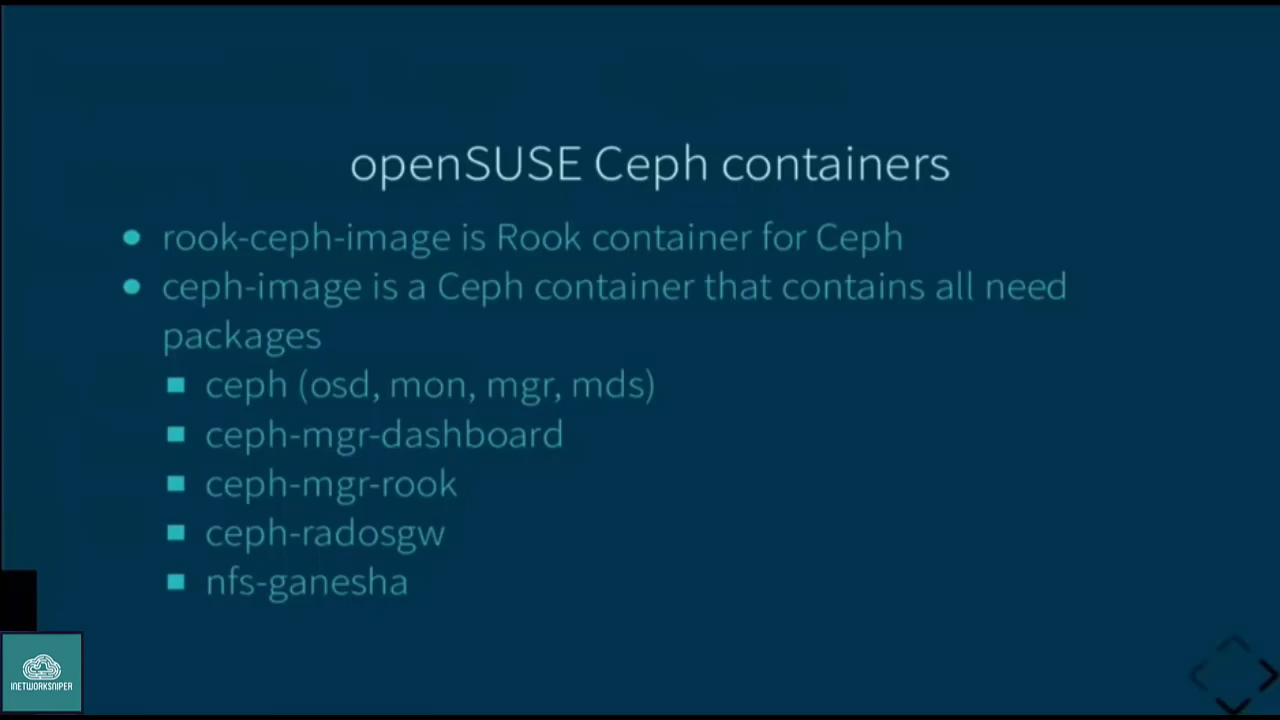 openSUSE Ceph containers
rook-ceph-image is Rook container for Ceph
ceph-image is a Ceph container that contains all need
packages
ceph (osd, mon, mgr, mds)
ceph-mgr-dashboard
ceph-mgr-rook
ceph-radosgw
nfs-ganesha
INETWORKSNIPER